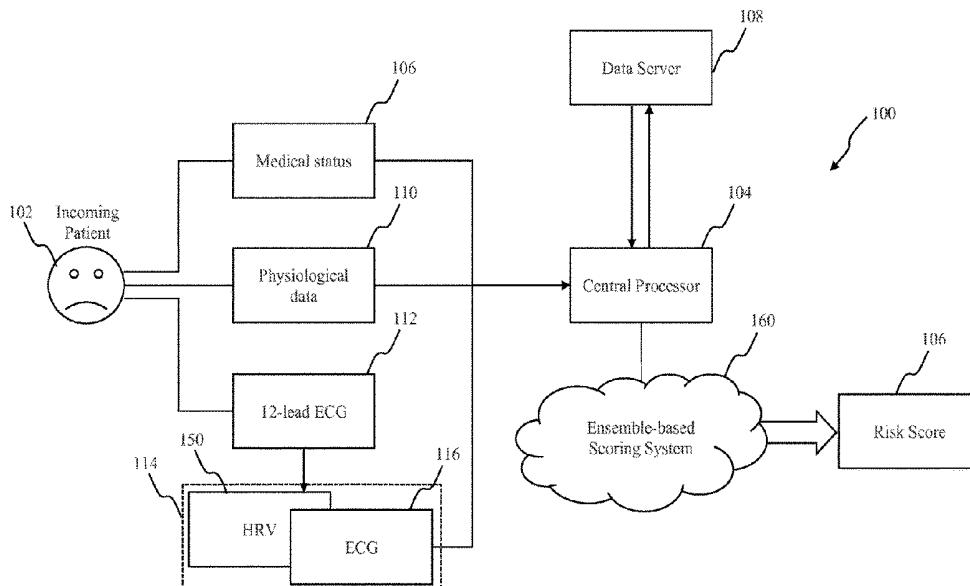 108
Data Server
106
100
Medical status
110
104
102
Incoming
Patient
Physiological
data
Central Processor
112
160
106
12-lead ECG
Ensemble-based
Scoring System
Risk Score
150
116
114
HRV
ECG